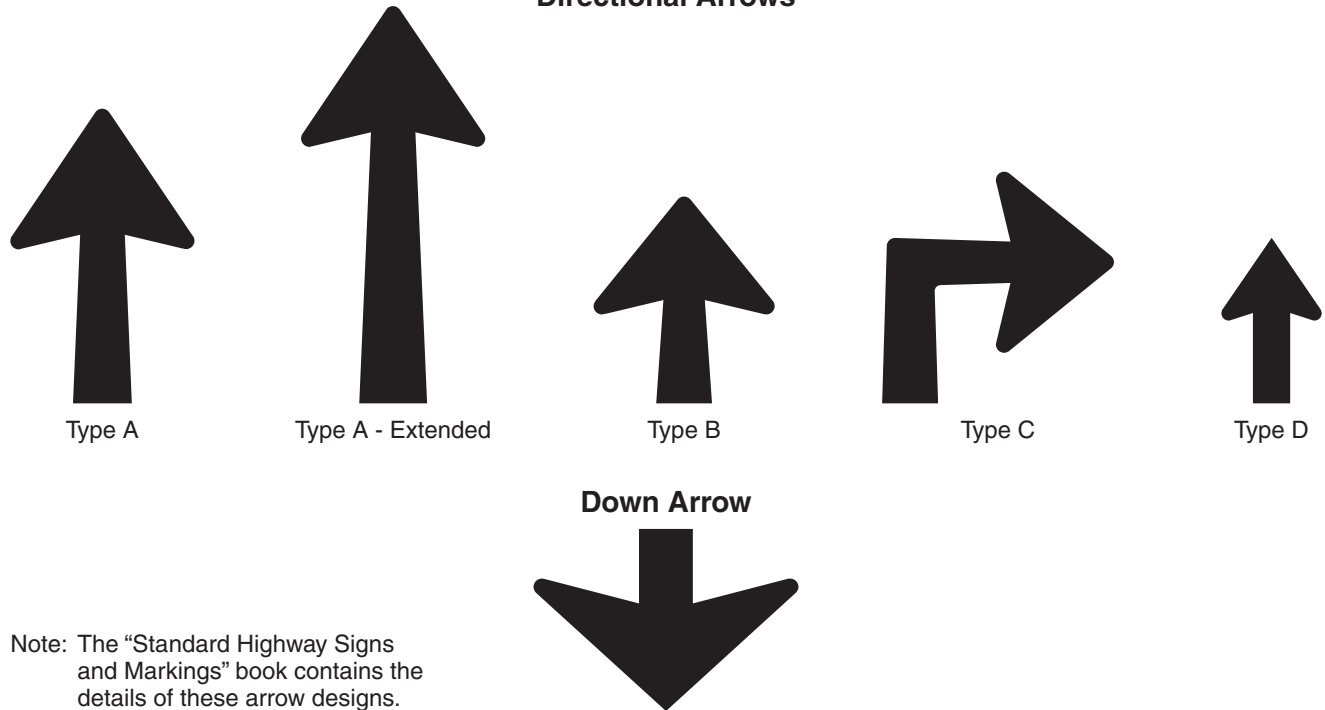 Directional Arrows
Type A
Type A - Extended
Type B
Type C
Type D
Down Arrow
Note: The “Standard Highway Signs
and Markings” book contains the
details of these arrow designs.